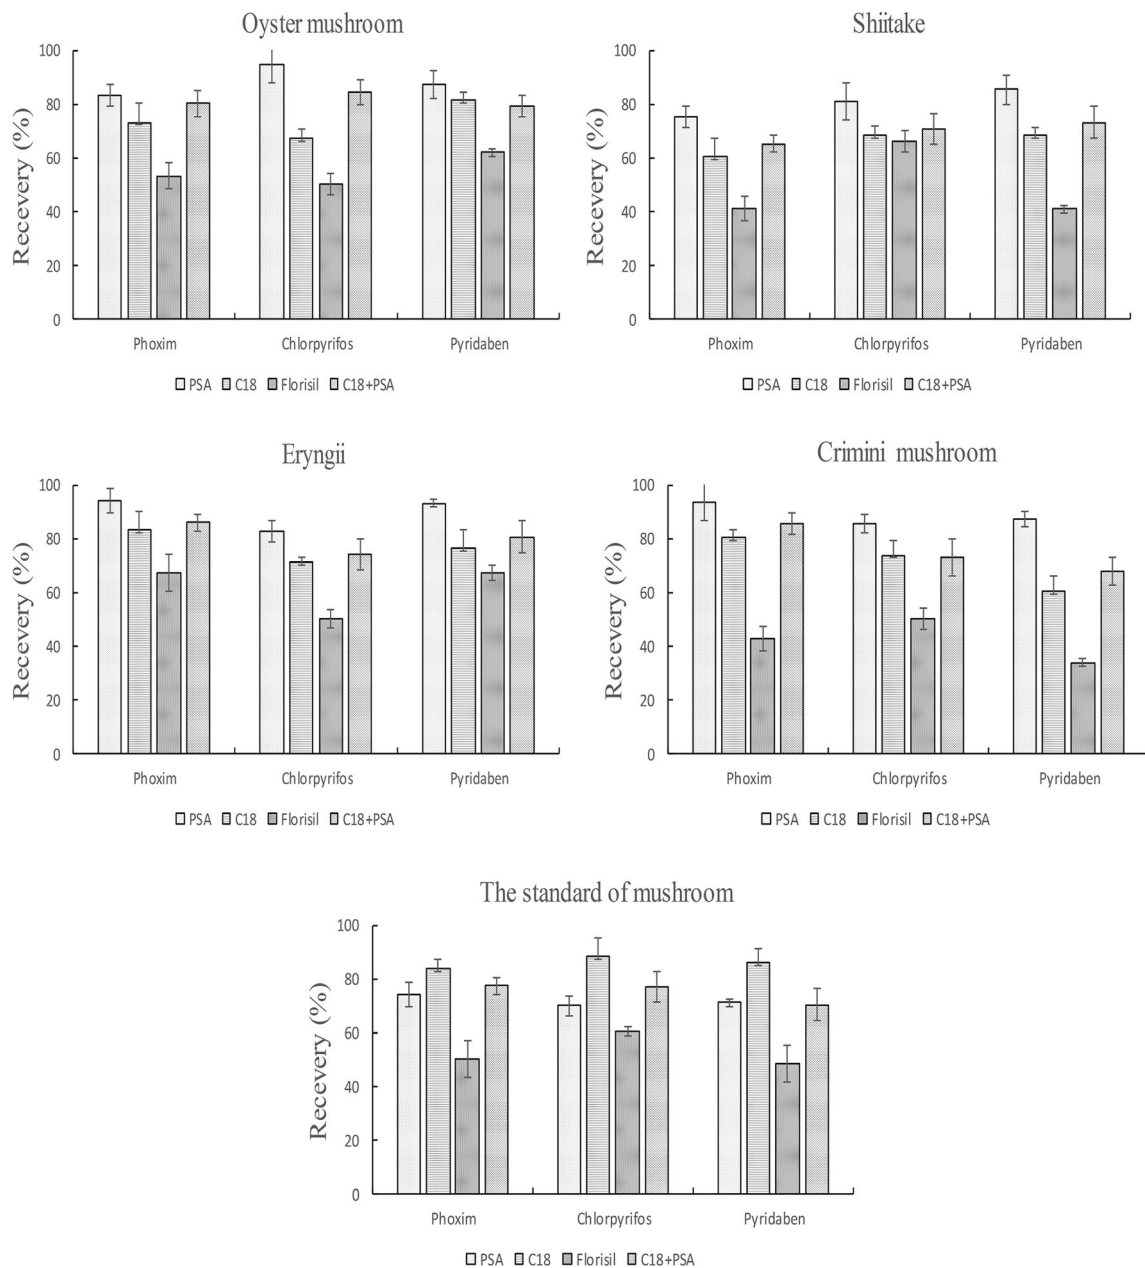 Oyster mushroom
Recevery (%)
100
80
60
40
20
0
Phoxim Chlorpyrifos Pyridaben
PSA C18 Florisil C18+PSA
Shiitake
Recevery (%)
100
80
60
40
20
0
Phoxim Chlorpyrifos Pyridaben
PSA C18 Florisil C18+PSA
Eryngii
Recevery (%)
100
80
60
40
20
0
Phoxim Chlorpyrifos Pyridaben
PSA C18 Florisil C18+PSA
Crimini mushroom
Recevery (%)
100
80
60
40
20
0
Phoxim Chlorpyrifos Pyridaben
PSA C18 Florisil C18+PSA
The standard of mushroom
Recevery (%)
100
80
60
40
20
0
Phoxim Chlorpyrifos Pyridaben
PSA C18 Florisil C18+PSA